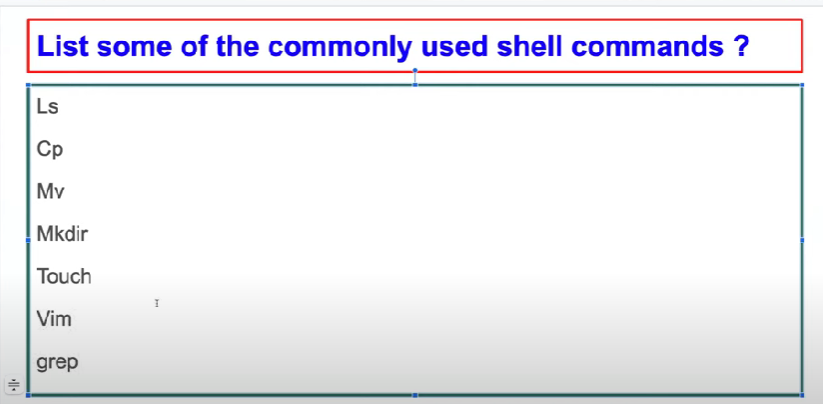 List some of the commonly used shell commands ?
Ls
Cp
Mv
Mkdir
Touch
Vim
grep